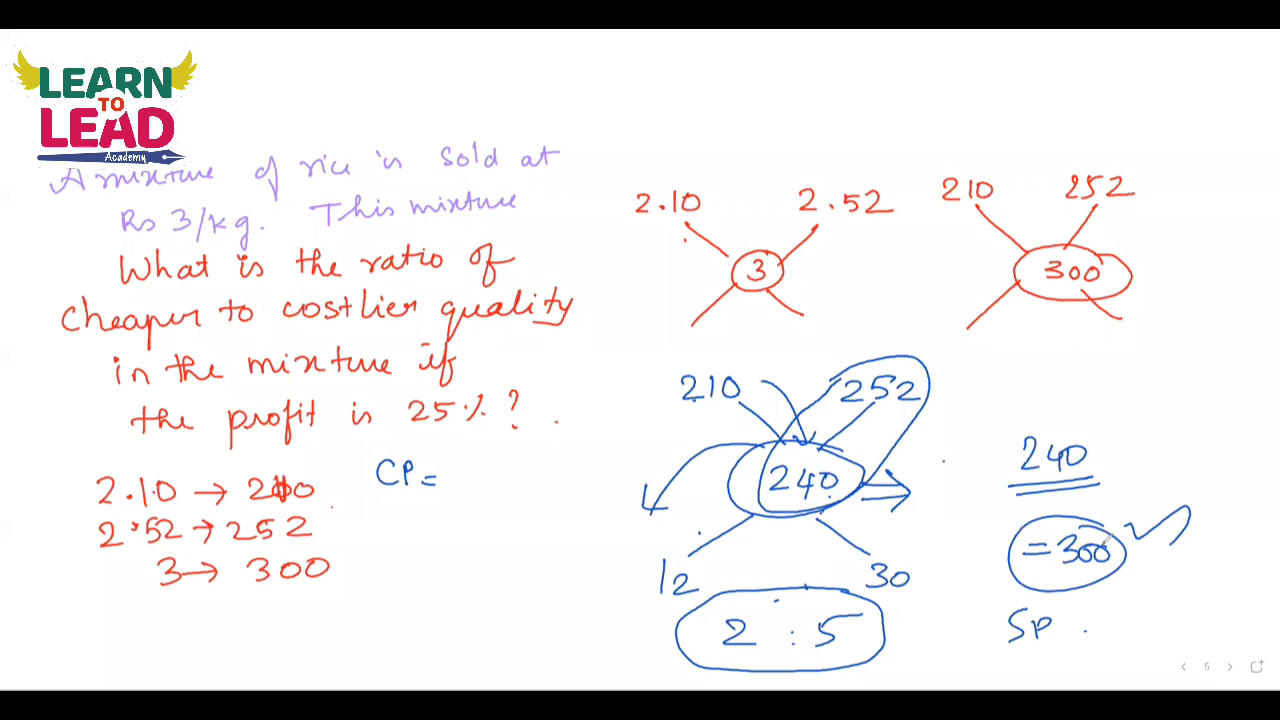 LEARN
TO
LEAD
Academy
A mixture of rice is sold at
Rs 3/kg. This mixture
What is the ratio of
cheaper to costlier quality
in the mixture if
the profit is 25% ?
2.10 → 210
2.52 → 252
3 → 300
CP =
2.10 2.52
3
210 252
300
210 252
240
12 30
2 : 5
240
= 300
SP
5